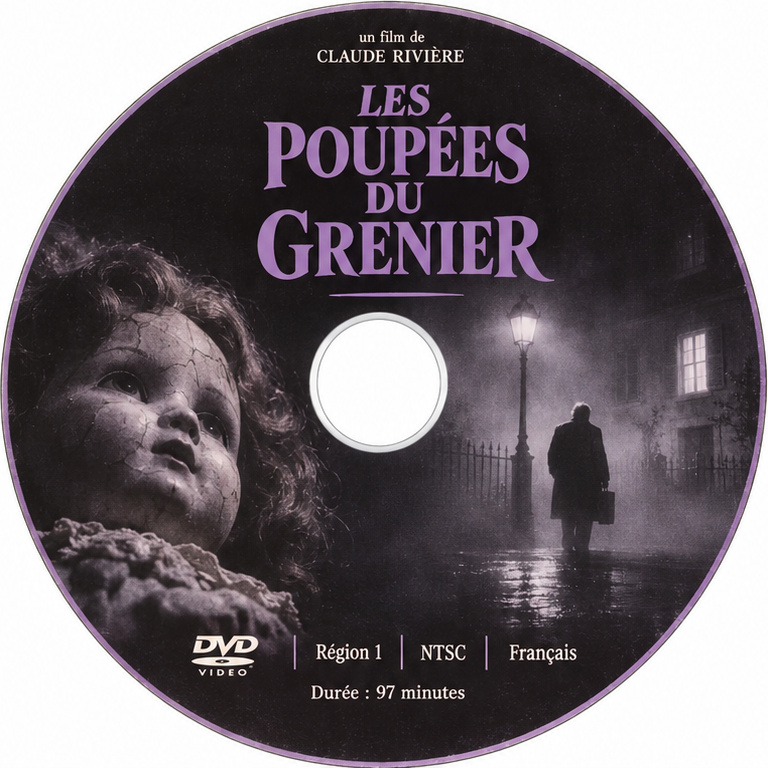 un film de
CLAUDE RIVIÈRE
LES
POUPÉES
DU
GRENIER
DVD VIDEO | Région 1 | NTSC | Français
Durée : 97 minutes